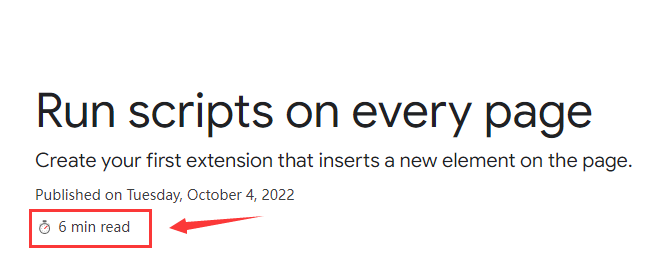 Run scripts on every page
Create your first extension that inserts a new element on the page.
Published on Tuesday, October 4, 2022
⏱ 6 min read